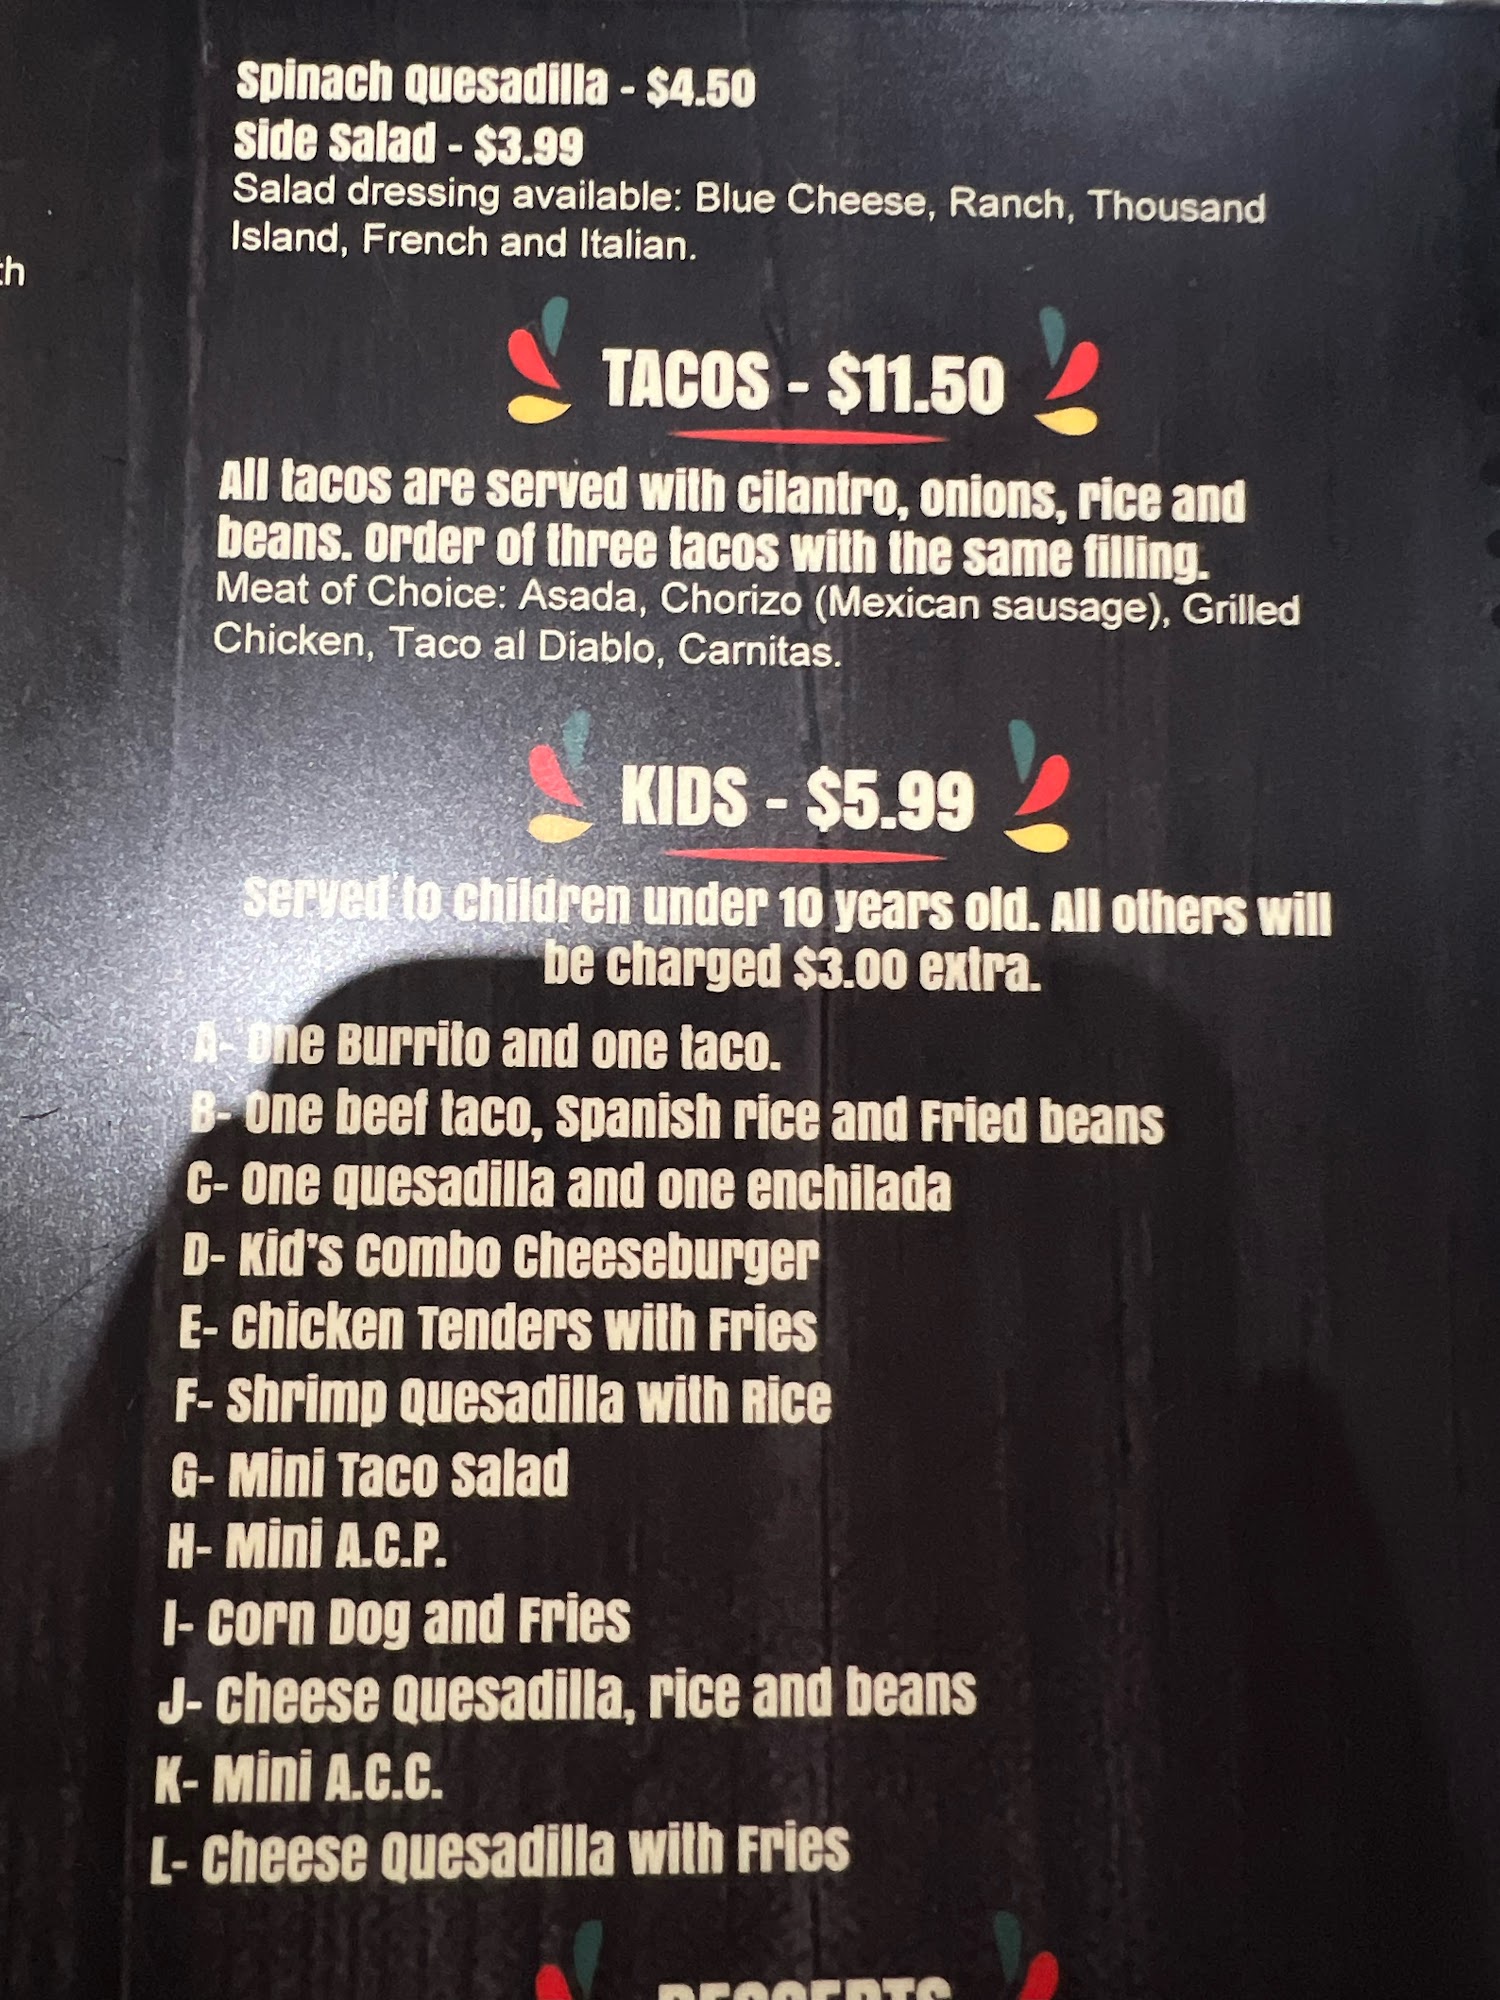 Spinach Quesadilla - $4.50
Side Salad - $3.99
Salad dressing available: Blue Cheese, Ranch, Thousand
Island, French and Italian.
TACOS - $11.50
All tacos are served with cilantro, onions, rice and
beans. Order of three tacos with the same filling.
Meat of Choice: Asada, Chorizo (Mexican sausage), Grilled
Chicken, Taco al Diablo, Carnitas.
KIDS - $5.99
Served to children under 10 years old. All others will
be charged $3.00 extra.
A- One Burrito and one taco.
B- One beef taco, Spanish rice and Fried beans
C- One quesadilla and one enchilada
D- Kid's Combo Cheeseburger
E- Chicken Tenders with Fries
F- Shrimp Quesadilla with Rice
G- Mini Taco Salad
H- Mini A.C.P.
I- Corn Dog and Fries
J- Cheese Quesadilla, rice and beans
K- Mini A.C.C.
L- Cheese Quesadilla with Fries
DESSERTS